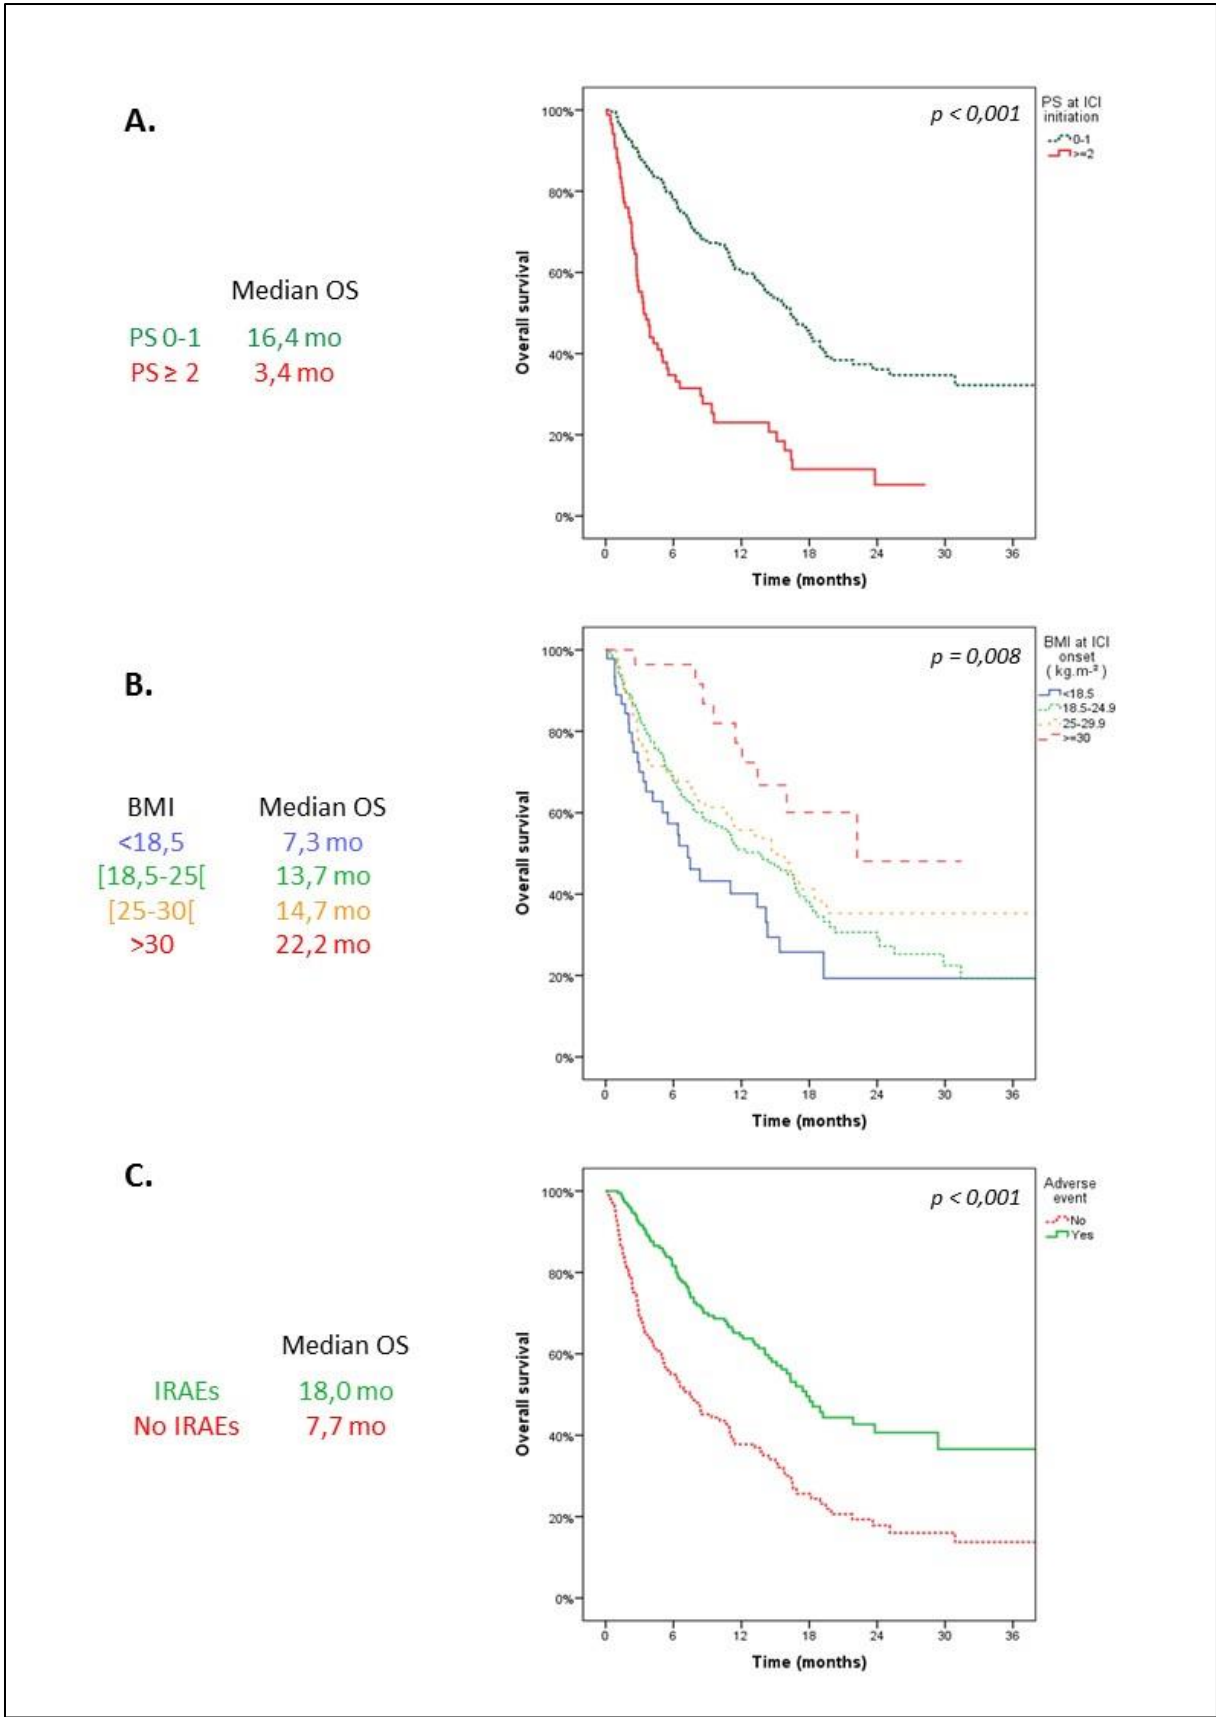 A.
Median OS
PS 0-1 16,4 mo
PS ≥ 2 3,4 mo
p < 0,001
PS at ICI
initiation
0-1
>=2
Overall survival
100%
80%
60%
40%
20%
0%
0 6 12 18 24 30 36
Time (months)
B.
BMI Median OS
<18,5 7,3 mo
[18,5-25[ 13,7 mo
[25-30[ 14,7 mo
>30 22,2 mo
p = 0,008
BMI at ICI
onset
( kg.m-² )
<18.5
18.5-24.9
25-29.9
>=30
Overall survival
100%
80%
60%
40%
20%
0%
0 6 12 18 24 30 36
Time (months)
C.
Median OS
IRAEs 18,0 mo
No IRAEs 7,7 mo
p < 0,001
Adverse
event
No
Yes
Overall survival
100%
80%
60%
40%
20%
0%
0 6 12 18 24 30 36
Time (months)